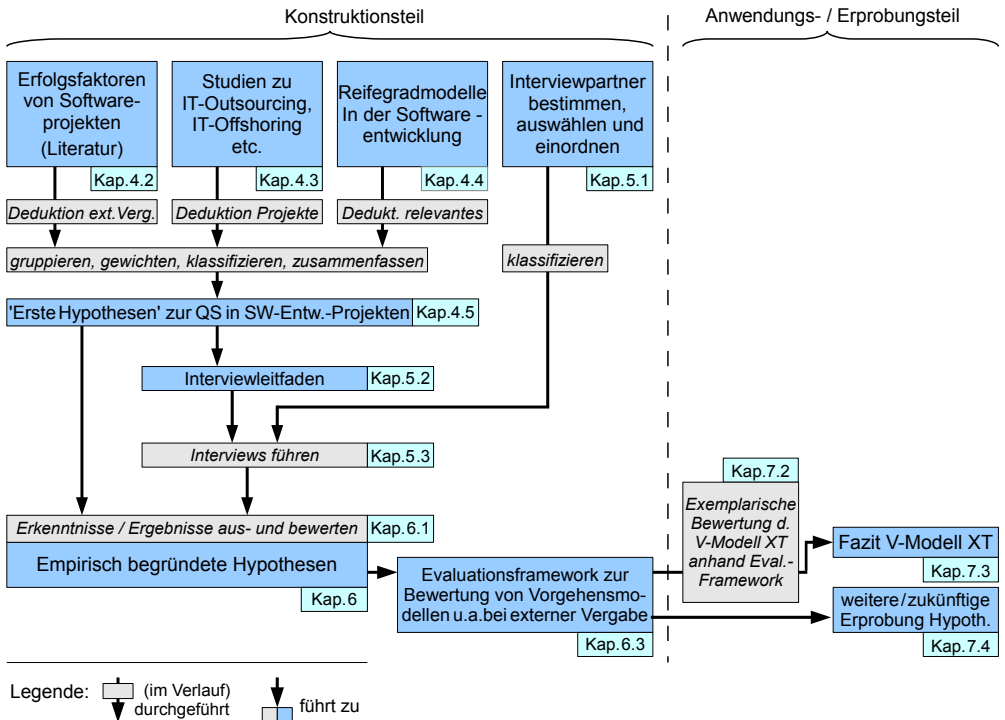 Konstruktionsteil
Anwendungs- / Erprobungsteil
Erfolgsfaktoren
von Software-
projekten
(Literatur)
Kap.4.2
Studien zu
IT-Outsourcing,
IT-Offshoring
etc.
Kap.4.3
Reifegradmodelle
In der Software -
entwicklung
Kap.4.4
Interviewpartner
bestimmen,
auswählen und
einordnen
Kap.5.1
Deduktion ext.Verg.
Deduktion Projekte
Dedukt. relevantes
gruppieren, gewichten, klassifizieren, zusammenfassen
klassifizieren
'Erste Hypothesen' zur QS in SW-Entw.-Projekten
Kap.4.5
Interviewleitfaden
Kap.5.2
Interviews führen
Kap.5.3
Erkenntnisse / Ergebnisse aus- und bewerten
Kap.6.1
Empirisch begründete Hypothesen
Kap.6
Evaluationsframework zur
Bewertung von Vorgehensmo-
dellen u.a.bei externer Vergabe
Kap.6.3
Kap.7.2
Exemplarische
Bewertung d.
V-Modell XT
anhand Eval.-
Framework
Fazit V-Modell XT
Kap.7.3
weitere/zukünftige
Erprobung Hypoth.
Kap.7.4
Legende:
(im Verlauf)
durchgeführt
führt zu